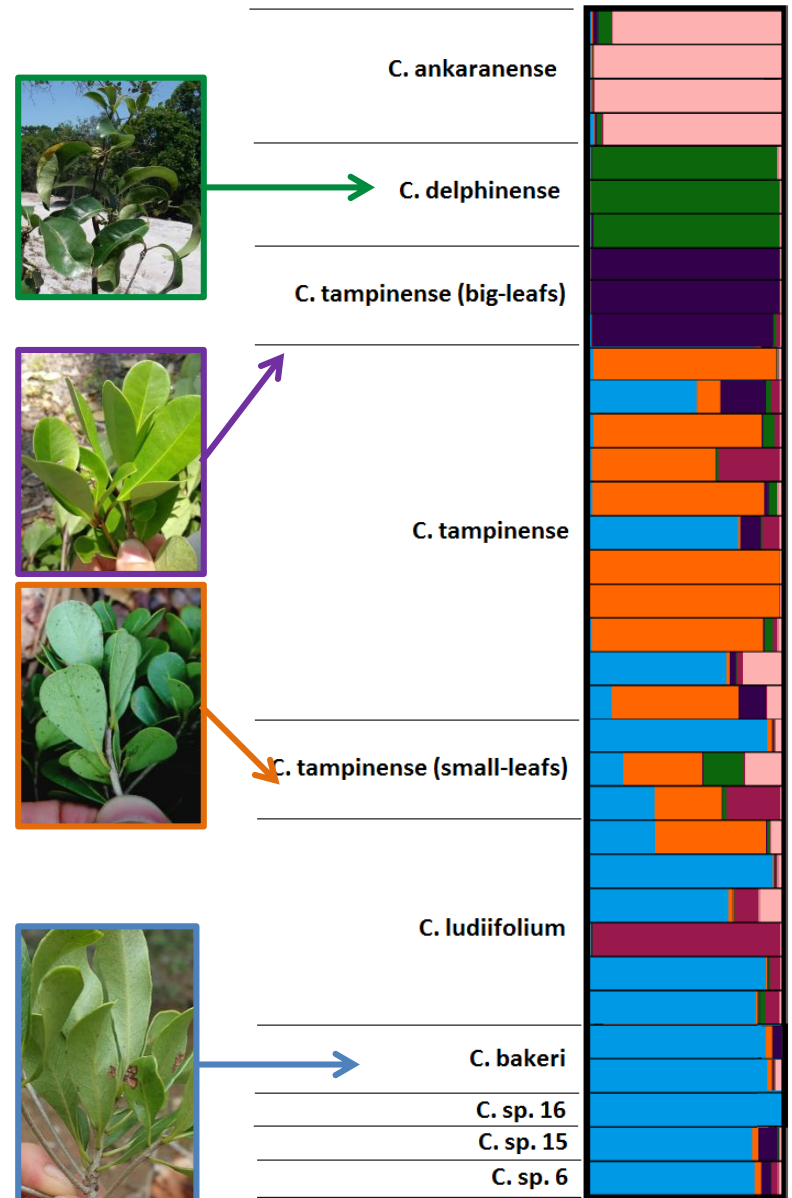 C. ankaranense
C. delphinense
C. tampinense (big-leafs)
C. tampinense
C. tampinense (small-leafs)
C. ludiifolium
C. bakeri
C. sp. 16
C. sp. 15
C. sp. 6